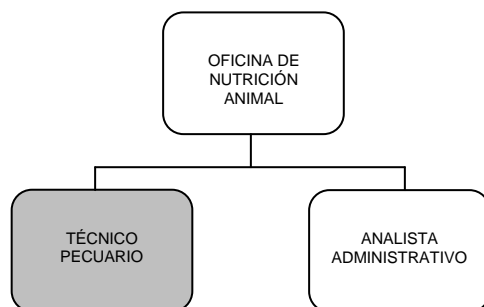 OFICINA DE
NUTRICIÓN
ANIMAL
TÉCNICO
PECUARIO
ANALISTA
ADMINISTRATIVO